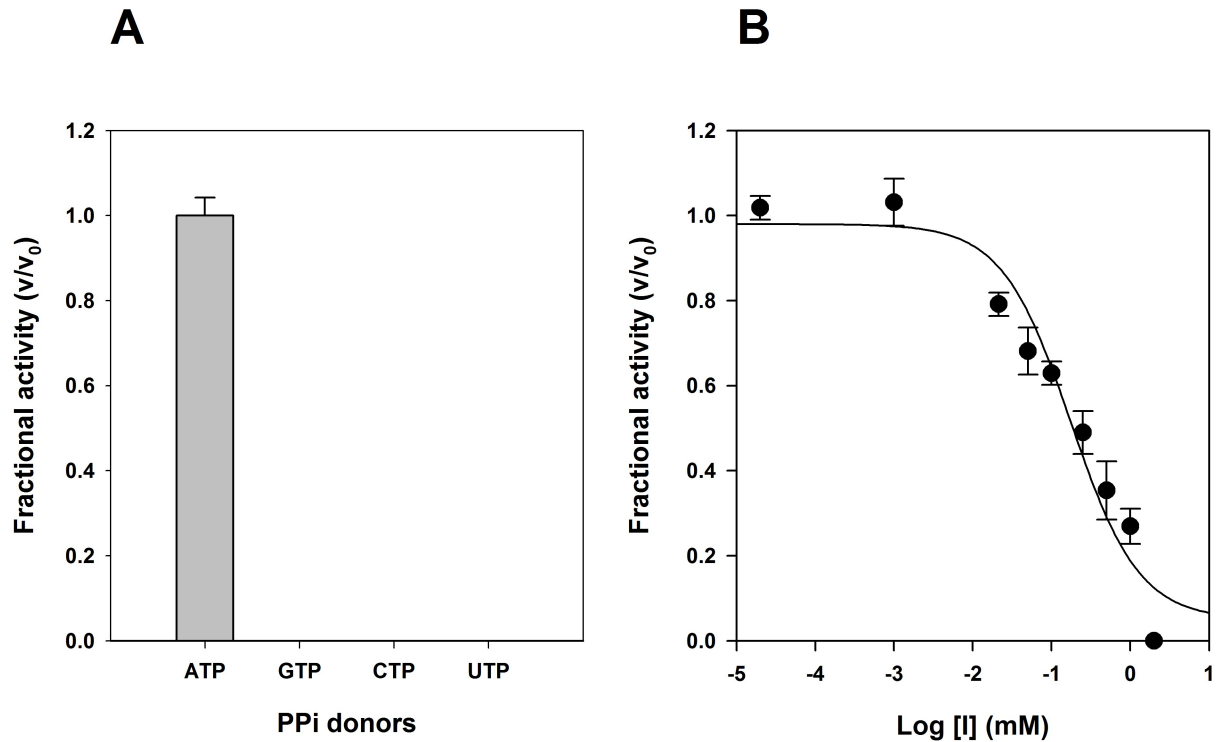 A
B
Fractional activity (v/v0)
1.2
1.0
0.8
0.6
0.4
0.2
0.0
ATP GTP CTP UTP
PPi donors
Fractional activity (v/v0)
1.2
1.0
0.8
0.6
0.4
0.2
0.0
-5 -4 -3 -2 -1 0 1
Log [I] (mM)